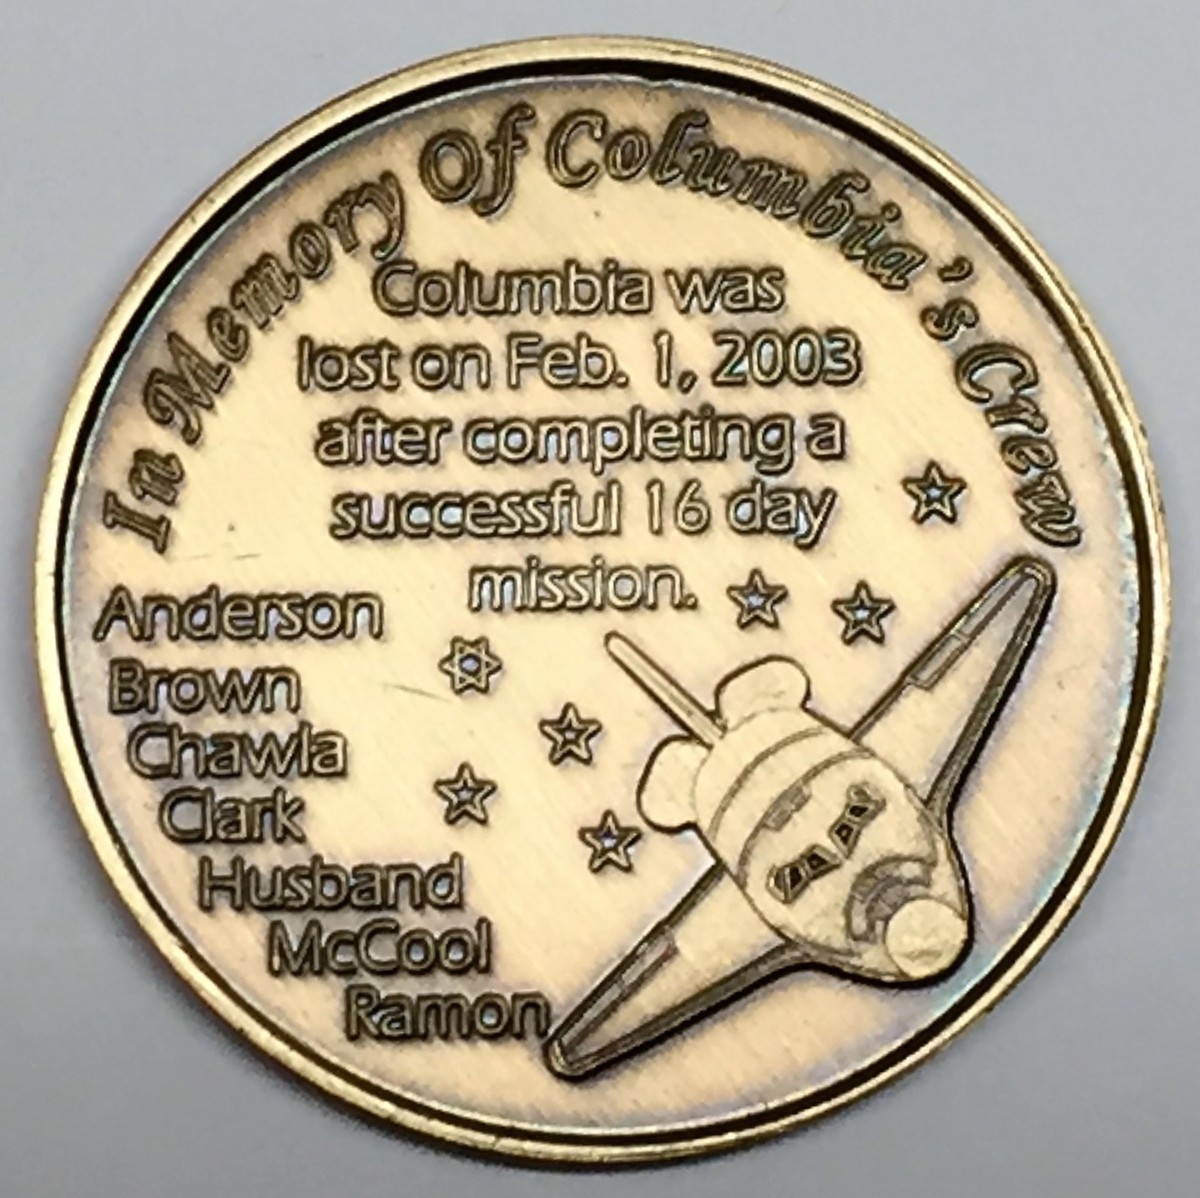 In Memory Of Columbia's Crew
Columbia was
lost on Feb. 1, 2003
after completing a
successful 16 day
mission.
Anderson
Brown
Chawla
Clark
Husband
McCool
Ramon